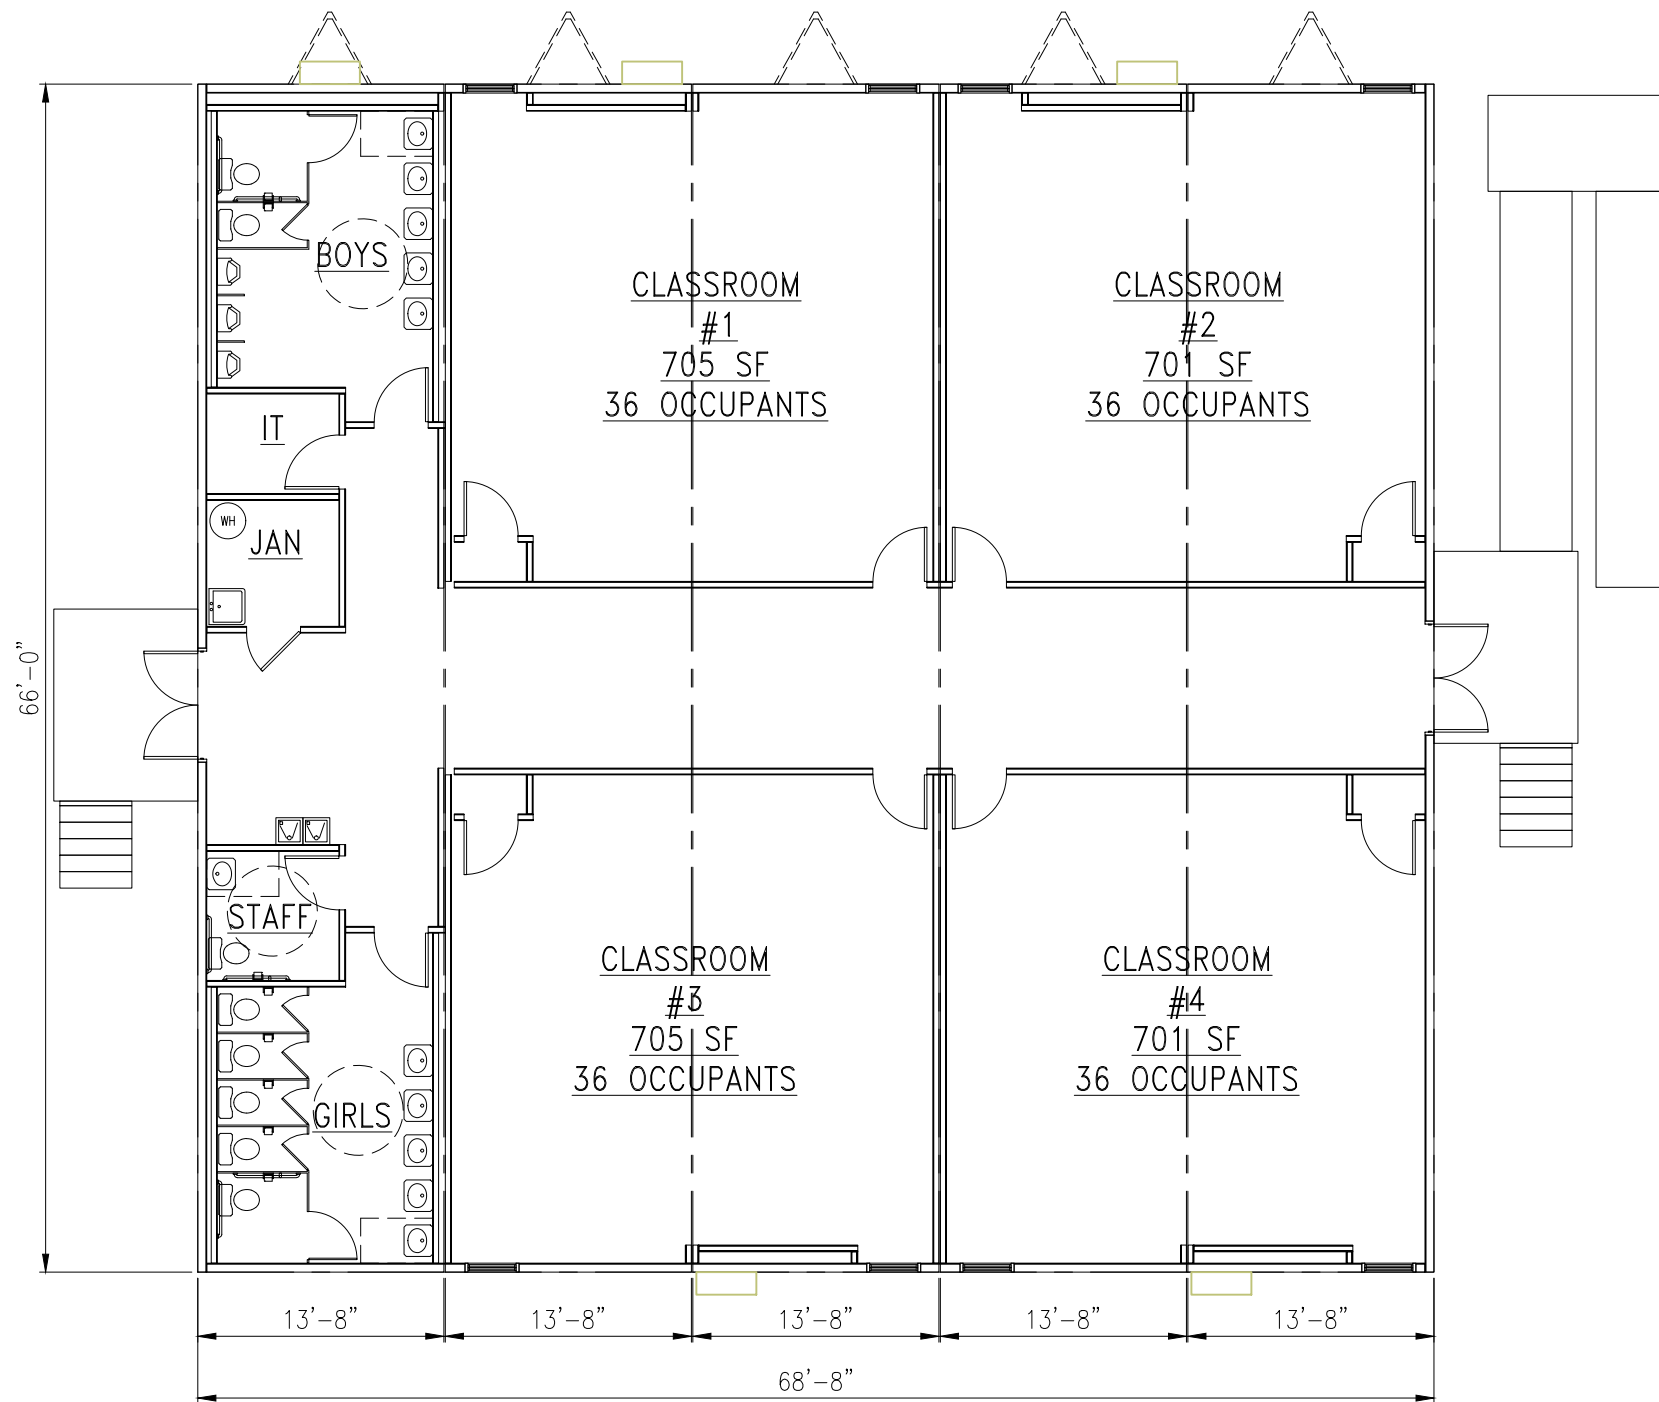 BOYS
CLASSROOM
#1
705 SF
36 OCCUPANTS
CLASSROOM
#2
701 SF
36 OCCUPANTS
IT
WH
JAN
66'-0"
STAFF
CLASSROOM
#3
705 SF
36 OCCUPANTS
CLASSROOM
#4
701 SF
36 OCCUPANTS
GIRLS
13'-8" 13'-8" 13'-8" 13'-8" 13'-8"
68'-8"